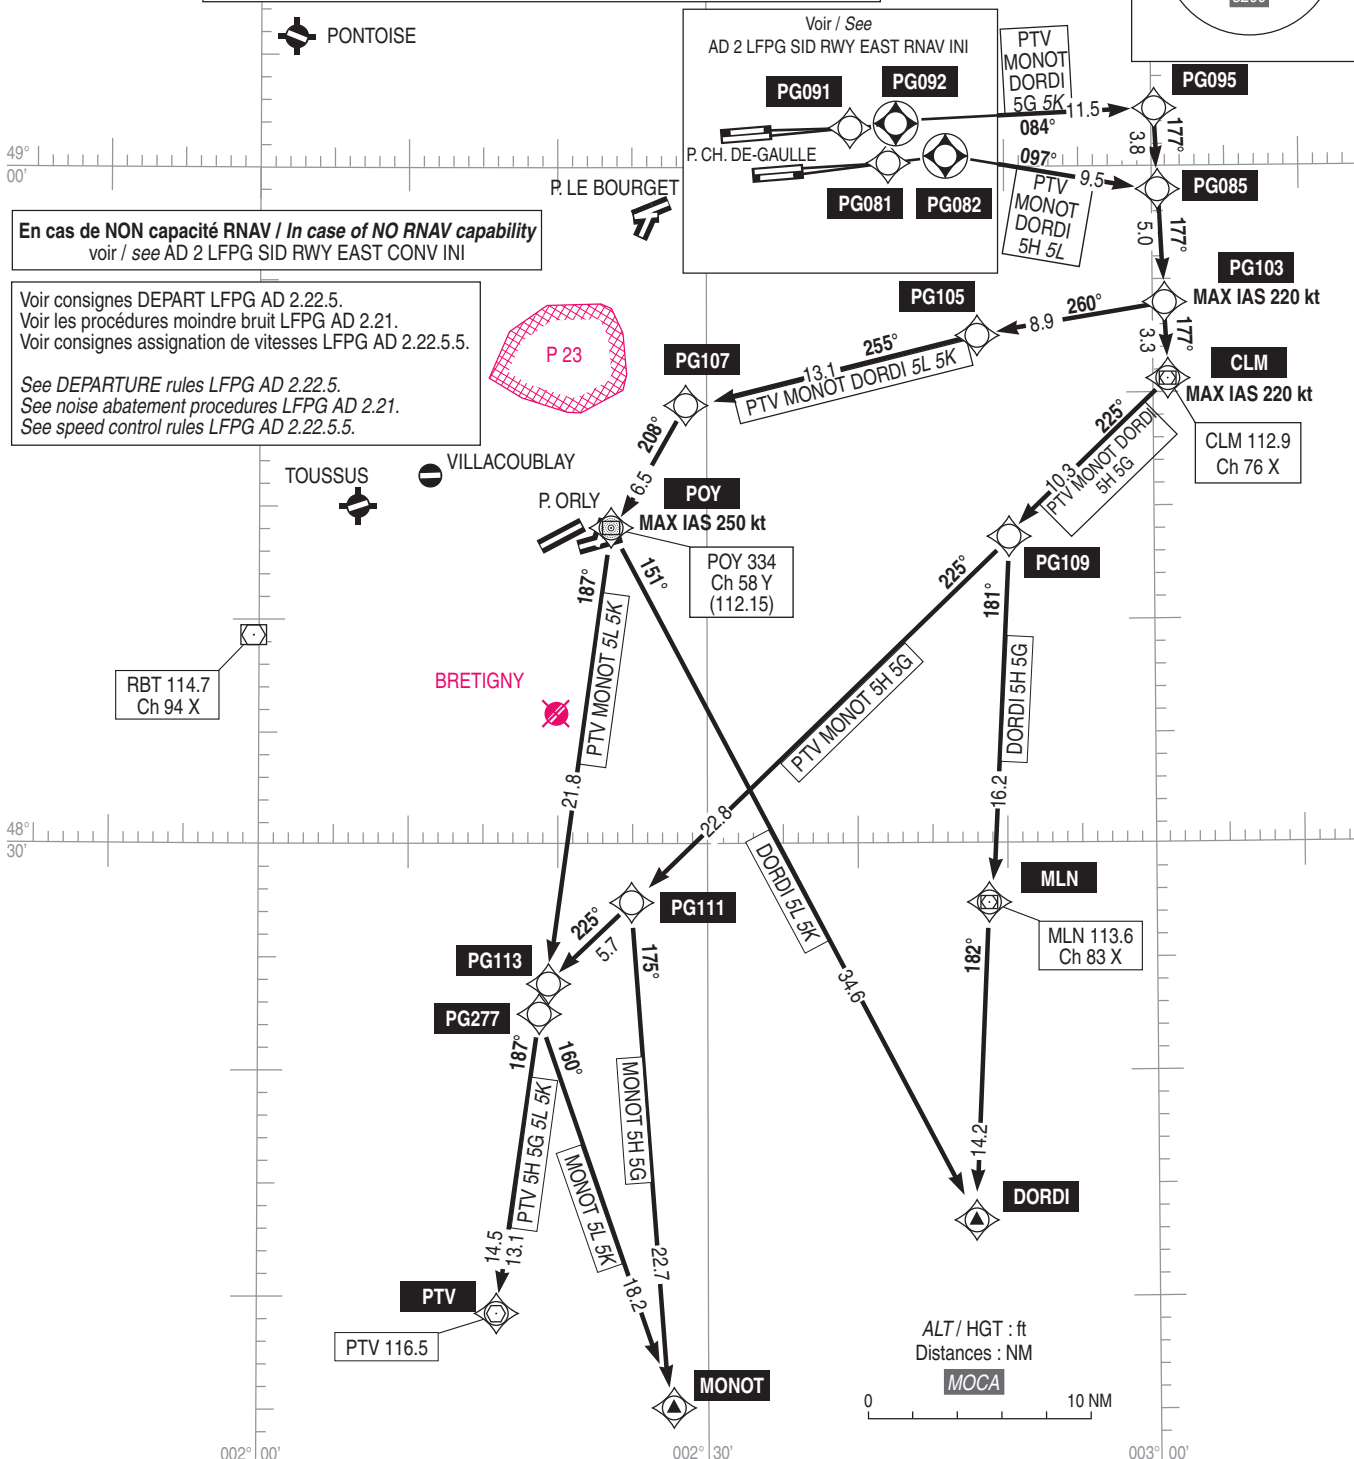 PONTOISE
Voir / See
AD 2 LFPG SID RWY EAST RNAV INI
PG091
PG092
P. CH. DE-GAULLE
PG081
PG082
PTV
MONOT
DORDI
5G 5K
11.5
084°
097°
9.5
PTV
MONOT
DORDI
5H 5L
PG095
177°
3.8
PG085
177°
5.0
PG103
MAX IAS 220 kt
177°
3.3
CLM
MAX IAS 220 kt
CLM 112.9
Ch 76 X
49°
00'
P. LE BOURGET
En cas de NON capacité RNAV / In case of NO RNAV capability
voir / see AD 2 LFPG SID RWY EAST CONV INI
Voir consignes DEPART LFPG AD 2.22.5.
Voir les procédures moindre bruit LFPG AD 2.21.
Voir consignes assignation de vitesses LFPG AD 2.22.5.5.
See DEPARTURE rules LFPG AD 2.22.5.
See noise abatement procedures LFPG AD 2.21.
See speed control rules LFPG AD 2.22.5.5.
P 23
PG105
260°
8.9
255°
13.1
PTV MONOT DORDI 5L 5K
PG107
208°
6.5
225°
10.3
PTV MONOT DORDI
5H 5G
TOUSSUS
VILLACOUBLAY
P. ORLY
POY
MAX IAS 250 kt
POY 334
Ch 58 Y
(112.15)
PG109
187°
151°
225°
181°
PTV MONOT 5L 5K
21.8
RBT 114.7
Ch 94 X
BRETIGNY
PTV MONOT 5H 5G
22.8
DORDI 5H 5G
16.2
48°
30'
DORDI 5L 5K
34.6
MLN
MLN 113.6
Ch 83 X
182°
14.2
PG111
225°
5.7
175°
PG113
PG277
187°
160°
PTV 5H 5G 5L 5K
14.5
13.1
MONOT 5L 5K
18.2
MONOT 5H 5G
22.7
DORDI
PTV
PTV 116.5
MONOT
ALT / HGT : ft
Distances : NM
MOCA
0
10 NM
002° 00'
002° 30'
003° 00'